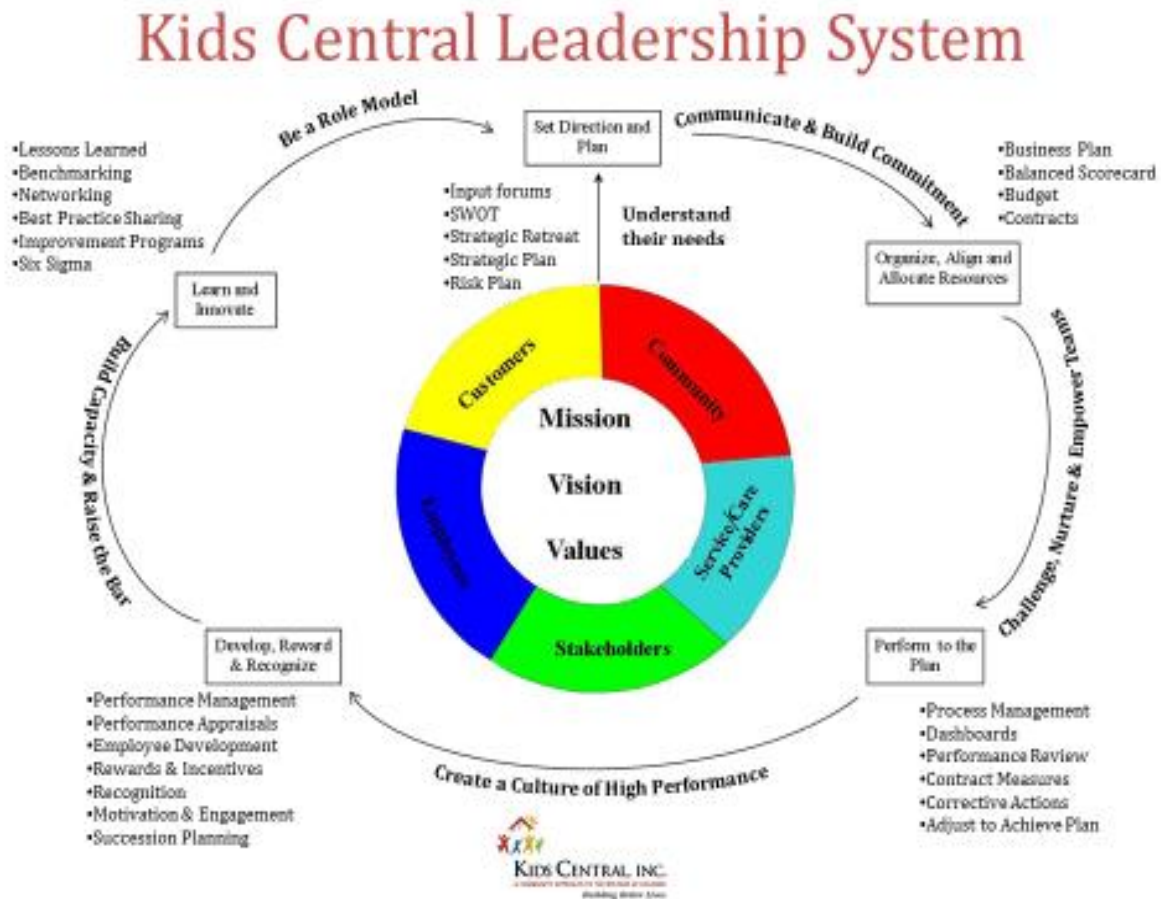 Kids Central Leadership System
Be a Role Model
Set Direction and
Plan
Communicate & Build Commitment
•Lessons Learned
•Benchmarking
•Networking
•Best Practice Sharing
•Improvement Programs
•Six Sigma
•Input forums
•SWOT
•Strategic Retreat
•Strategic Plan
•Risk Plan
Understand
their needs
•Business Plan
•Balanced Scorecard
•Budget
•Contracts
Organize, Align and
Allocate Resources
Learn and
Innovate
Customers
Community
Mission
Vision
Values
Service/Care
Providers
Stakeholders
Employees
Build Capacity & Raise the Bar
Challenge, Nurture & Empower Teams
Develop, Reward
& Recognize
Perform to the
Plan
•Performance Management
•Performance Appraisals
•Employee Development
•Rewards & Incentives
•Recognition
•Motivation & Engagement
•Succession Planning
•Process Management
•Dashboards
•Performance Review
•Contract Measures
•Corrective Actions
•Adjust to Achieve Plan
Create a Culture of High Performance
KIDS CENTRAL, INC.
Building Better Lives